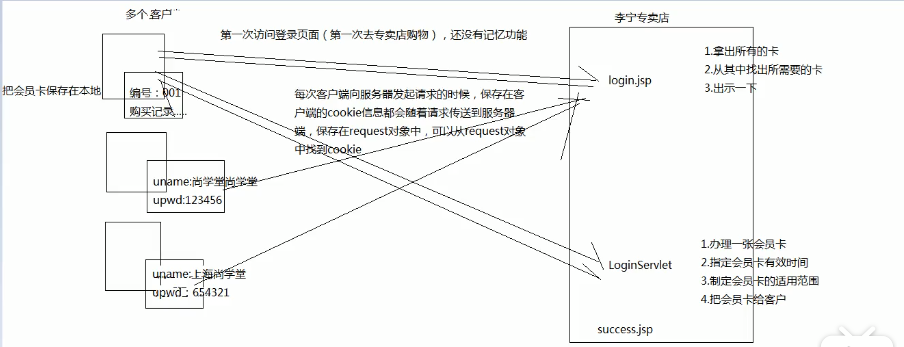 多个.客户
李宁专卖店
第一次访问登录页面（第一次去专卖店购物），还没有记忆功能
login.jsp
1.拿出所有的卡
2.从其中找出所需要的卡
3.出示一下
把会员卡保存在本地
编号：001
购买记录.....
每次客户端向服务器发起请求的时候，保存在客
户端的cookie信息都会随着请求传送到服务器
端，保存在request对象中，可以从request对象
中找到cookie
uname:尚学堂尚学堂
upwd:123456
uname:上海尚学堂
upwd：654321
LoginServlet
1.办理一张会员卡
2.指定会员卡有效时间
3.制定会员卡的适用范围
4.把会员卡给客户
success.jsp